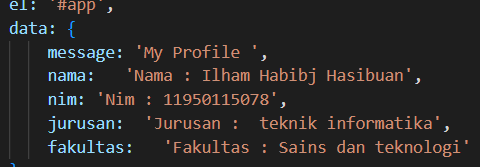 el: '#app',
data: {
message: 'My Profile ',
nama:   'Nama : Ilham Habibj Hasibuan',
nim: 'Nim : 11950115078',
jurusan:  'Jurusan :  teknik informatika',
fakultas:   'Fakultas : Sains dan teknologi'